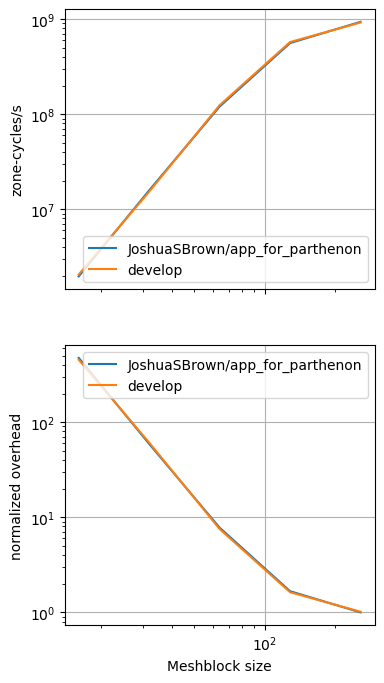 10⁹
10⁸
10⁷
zone-cycles/s
JoshuaSBrown/app_for_parthenon
develop
10²
10¹
10⁰
normalized overhead
JoshuaSBrown/app_for_parthenon
develop
10²
Meshblock size